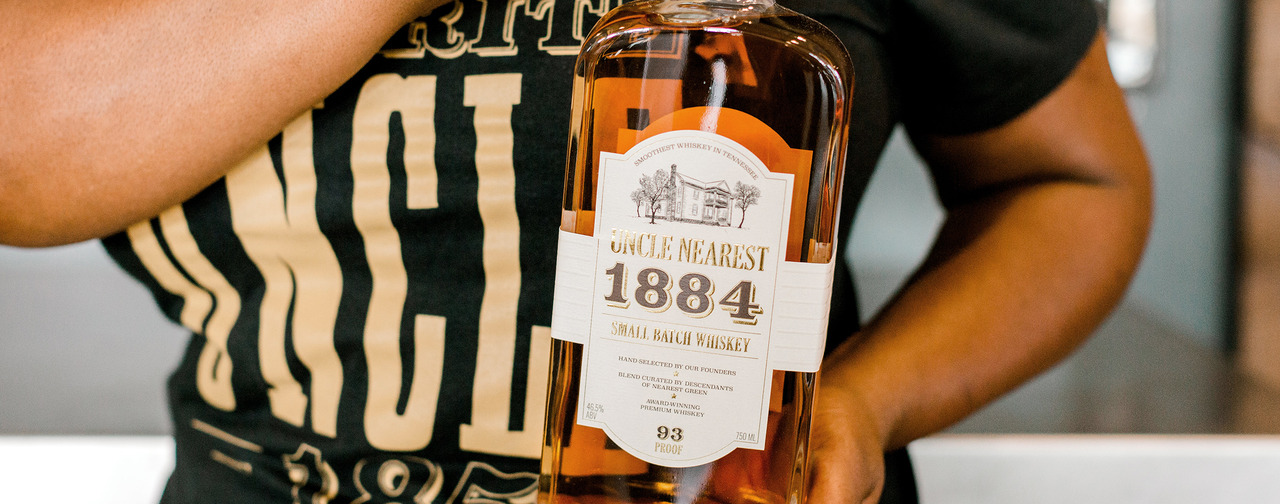 UNCLE
SMOOTHEST WHISKEY IN TENNESSEE
UNCLE NEAREST
1884
SMALL BATCH WHISKEY
HAND SELECTED BY OUR FOUNDERS
BLEND CURATED BY DESCENDANTS
OF NEAREST GREEN
AWARD-WINNING
PREMIUM WHISKEY
46.5%
ABV
93
PROOF
750 ML